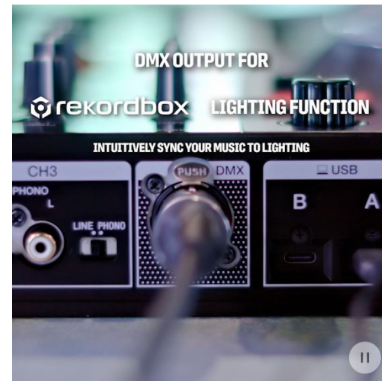 DMX OUTPUT FOR
rekordbox LIGHTING FUNCTION
INTUITIVELY SYNC YOUR MUSIC TO LIGHTING
CH3 PUSH DMX USB
PHONO
L B A
LINE PHONO